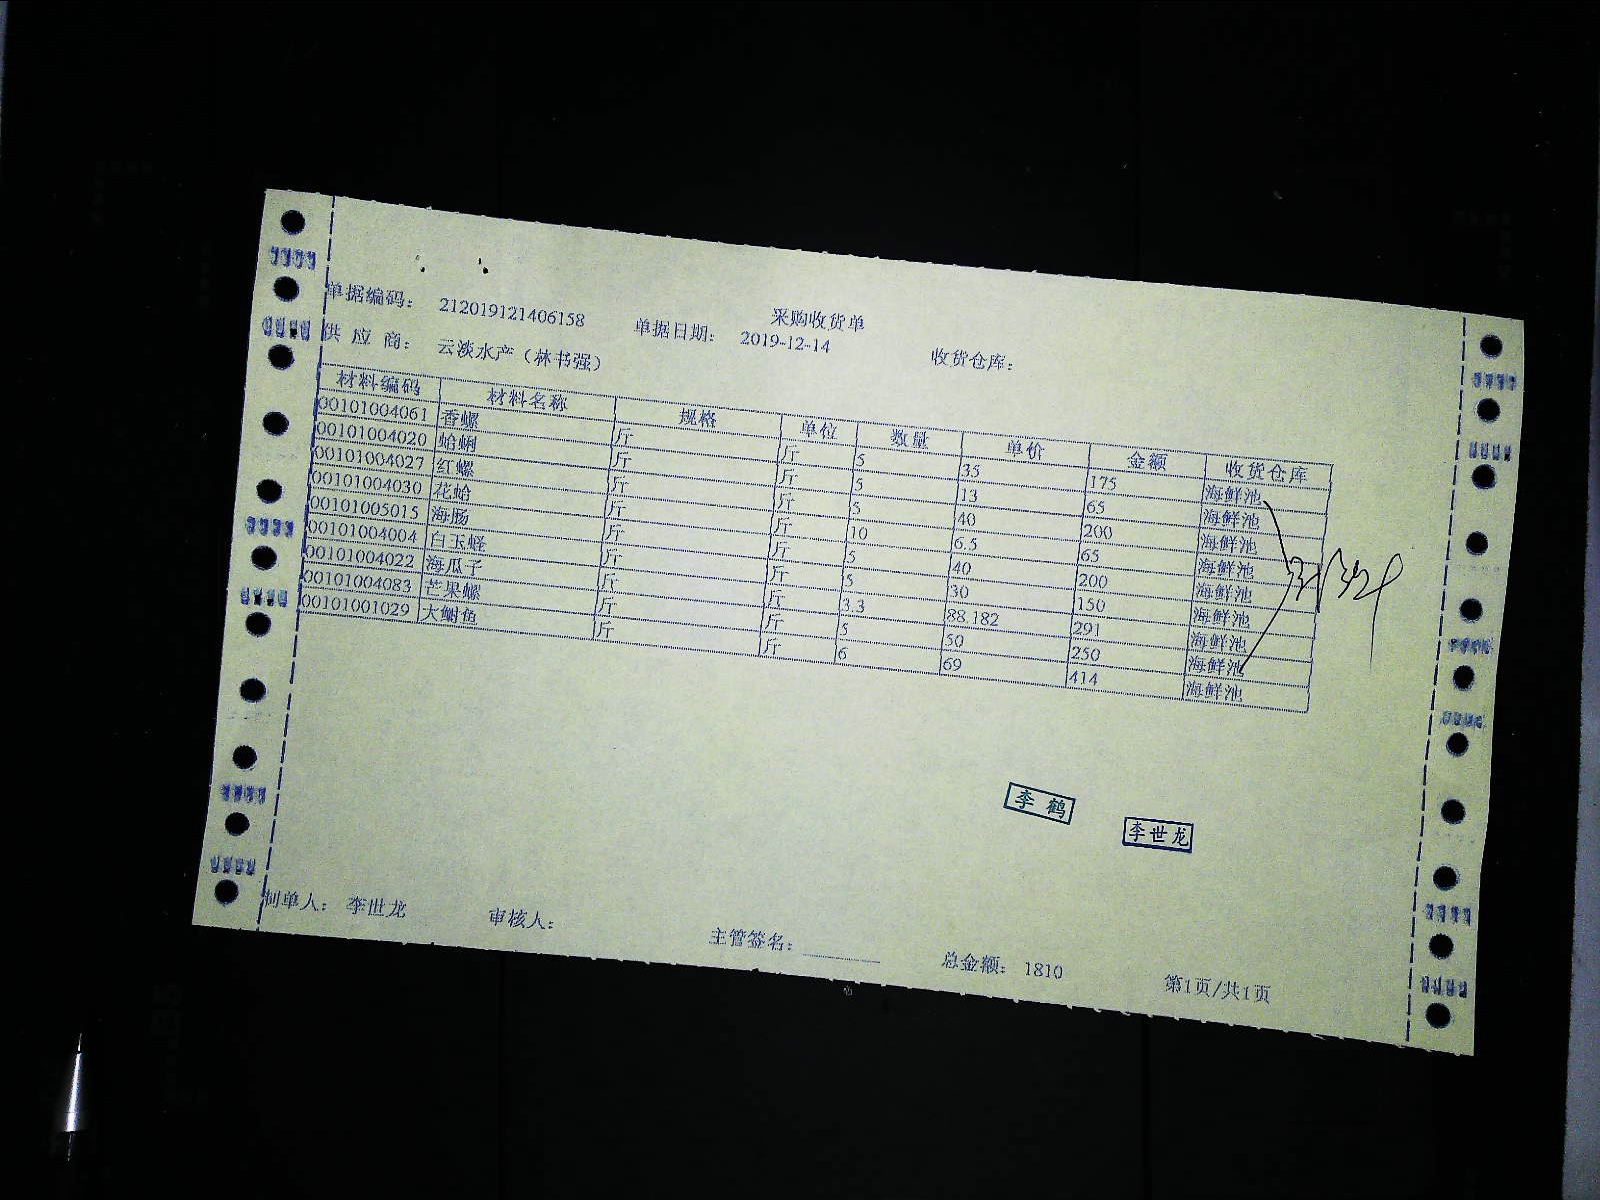 采购收货单
单据编码： 212019121406158 单据日期： 2019-12-14 收货仓库：
供 应 商： 云淡水产（林书强）
材料编码 材料名称 规格 单位 数量 单价 金额 收货仓库
00101004061 香螺 斤 斤 5 35 175 海鲜池
00101004020 蛤蜊 斤 斤 5 13 65 海鲜池
00101004027 红螺 斤 斤 5 40 200 海鲜池
00101004030 花蛤 斤 斤 10 6.5 65 海鲜池
00101005015 海肠 斤 斤 5 40 200 海鲜池
00101004004 白玉蛏 斤 斤 5 30 150 海鲜池
00101004022 海瓜子 斤 斤 3.3 88.182 291 海鲜池
00101004083 芒果螺 斤 斤 5 50 250 海鲜池
00101001029 大鲥鱼 斤 斤 6 69 414 海鲜池
李 鹤
李世龙
制单人： 李世龙 审核人： 主管签名： 总金额： 1810 第1页/共1页